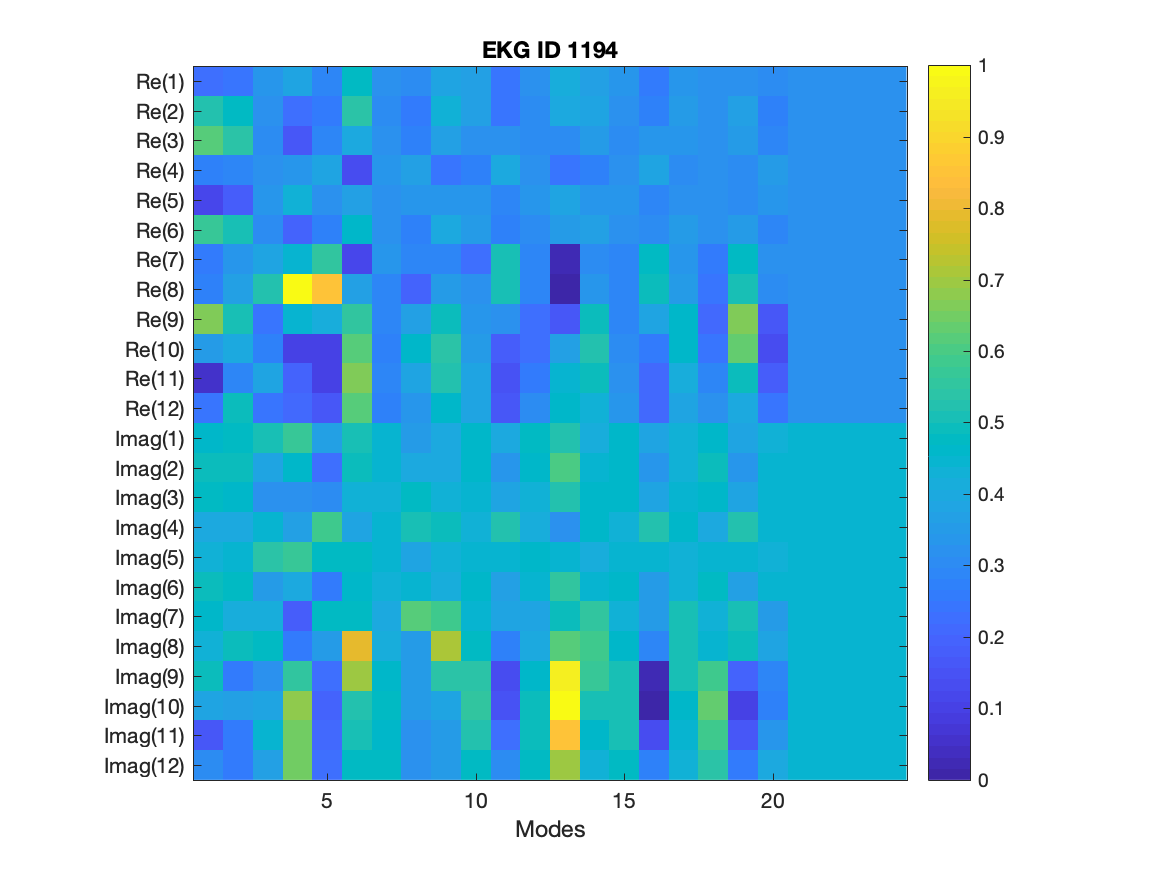 EKG ID 1194
Re(1)
Re(2)
Re(3)
Re(4)
Re(5)
Re(6)
Re(7)
Re(8)
Re(9)
Re(10)
Re(11)
Re(12)
Imag(1)
Imag(2)
Imag(3)
Imag(4)
Imag(5)
Imag(6)
Imag(7)
Imag(8)
Imag(9)
Imag(10)
Imag(11)
Imag(12)
5 10 15 20
Modes
1
0.9
0.8
0.7
0.6
0.5
0.4
0.3
0.2
0.1
0